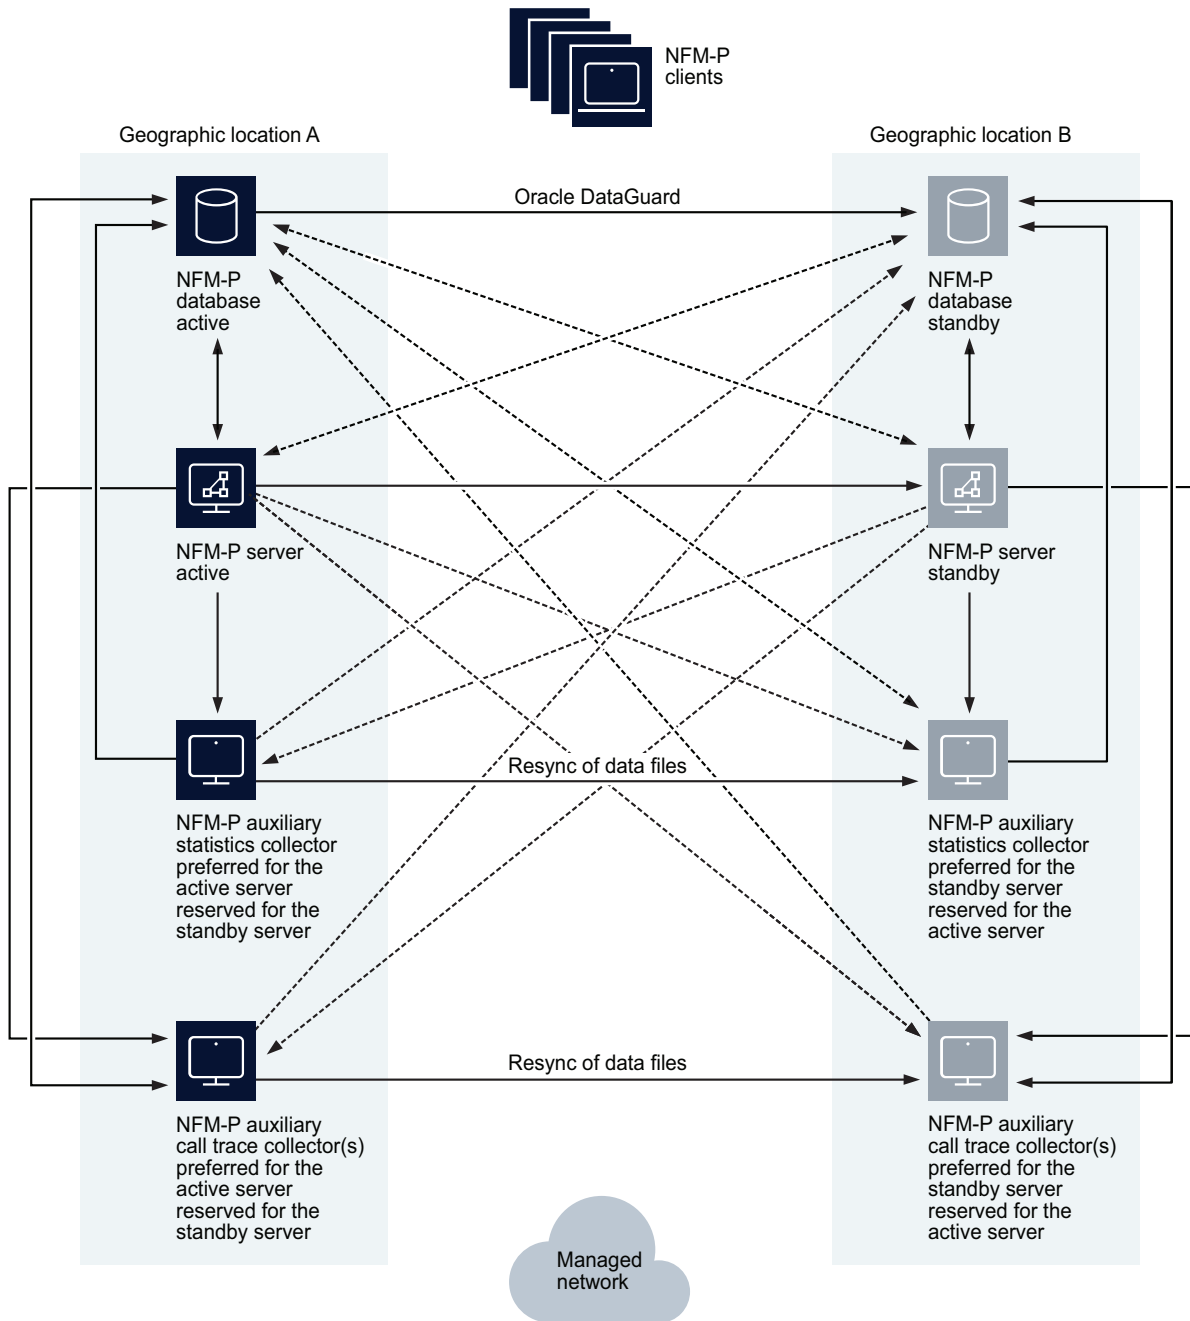 NFM-P
clients
Geographic location A
Geographic location B
Oracle DataGuard
NFM-P
database
active
NFM-P
database
standby
NFM-P server
active
NFM-P server
standby
Resync of data files
NFM-P auxiliary
statistics collector
preferred for the
active server
reserved for the
standby server
NFM-P auxiliary
statistics collector
preferred for the
standby server
reserved for the
active server
Resync of data files
NFM-P auxiliary
call trace collector(s)
preferred for the
active server
reserved for the
standby server
NFM-P auxiliary
call trace collector(s)
preferred for the
standby server
reserved for the
active server
Managed
network